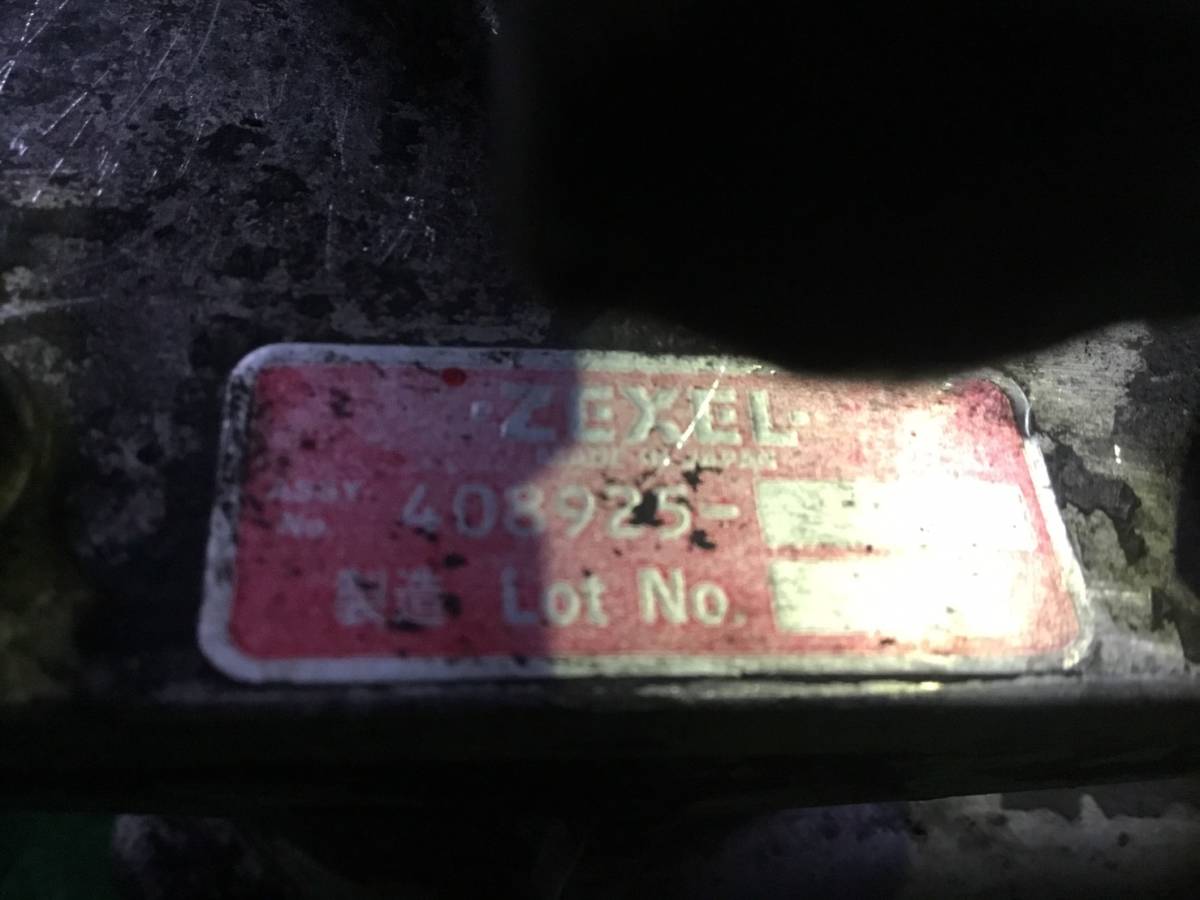 ·ZEXEL·
MADE IN JAPAN
ASSY. No. 408925-
製造 Lot No.